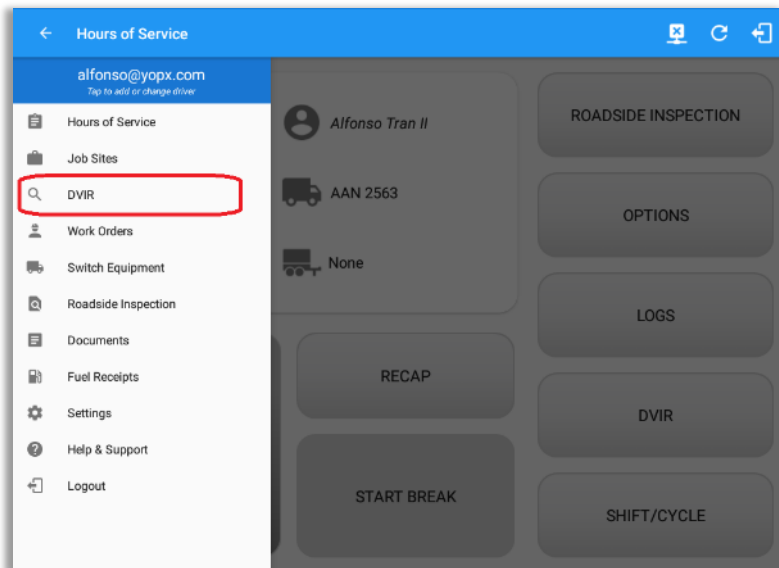 Hours of Service
alfonso@yopx.com
Tap to add or change driver
Hours of Service
Job Sites
DVIR
Work Orders
Switch Equipment
Roadside Inspection
Documents
Fuel Receipts
Settings
Help & Support
Logout
Alfonso Tran II
AAN 2563
None
RECAP
START BREAK
ROADSIDE INSPECTION
OPTIONS
LOGS
DVIR
SHIFT/CYCLE